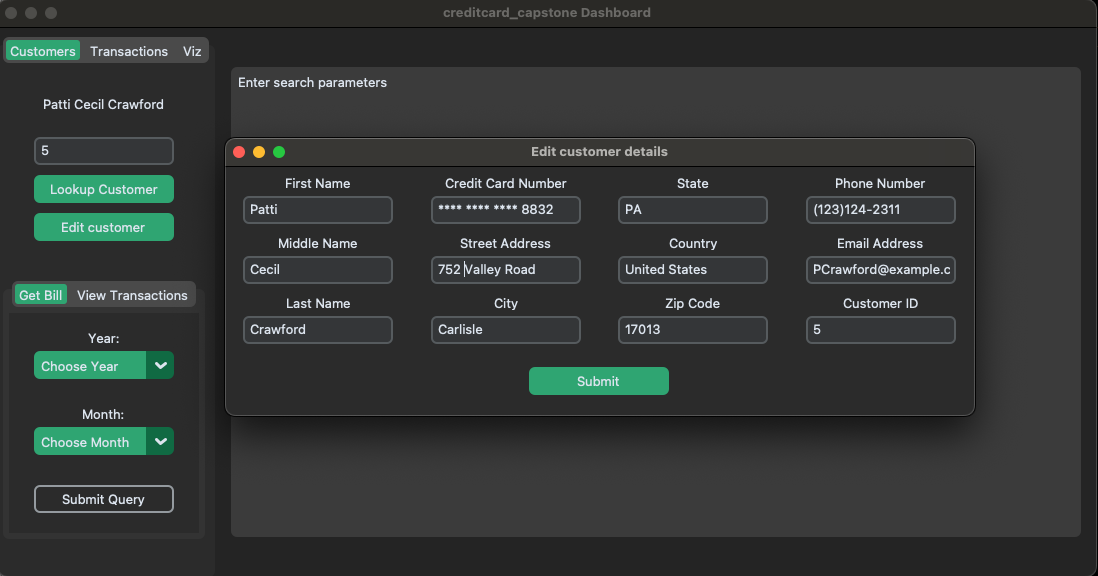 creditcard_capstone Dashboard
Customers Transactions Viz
Patti Cecil Crawford
5
Lookup Customer
Edit customer
Get Bill View Transactions
Year:
Choose Year
Month:
Choose Month
Submit Query
Enter search parameters
Edit customer details
First Name Credit Card Number State Phone Number
Patti **** **** **** 8832 PA (123)124-2311
Middle Name Street Address Country Email Address
Cecil 752 Valley Road United States PCrawford@example.c
Last Name City Zip Code Customer ID
Crawford Carlisle 17013 5
Submit